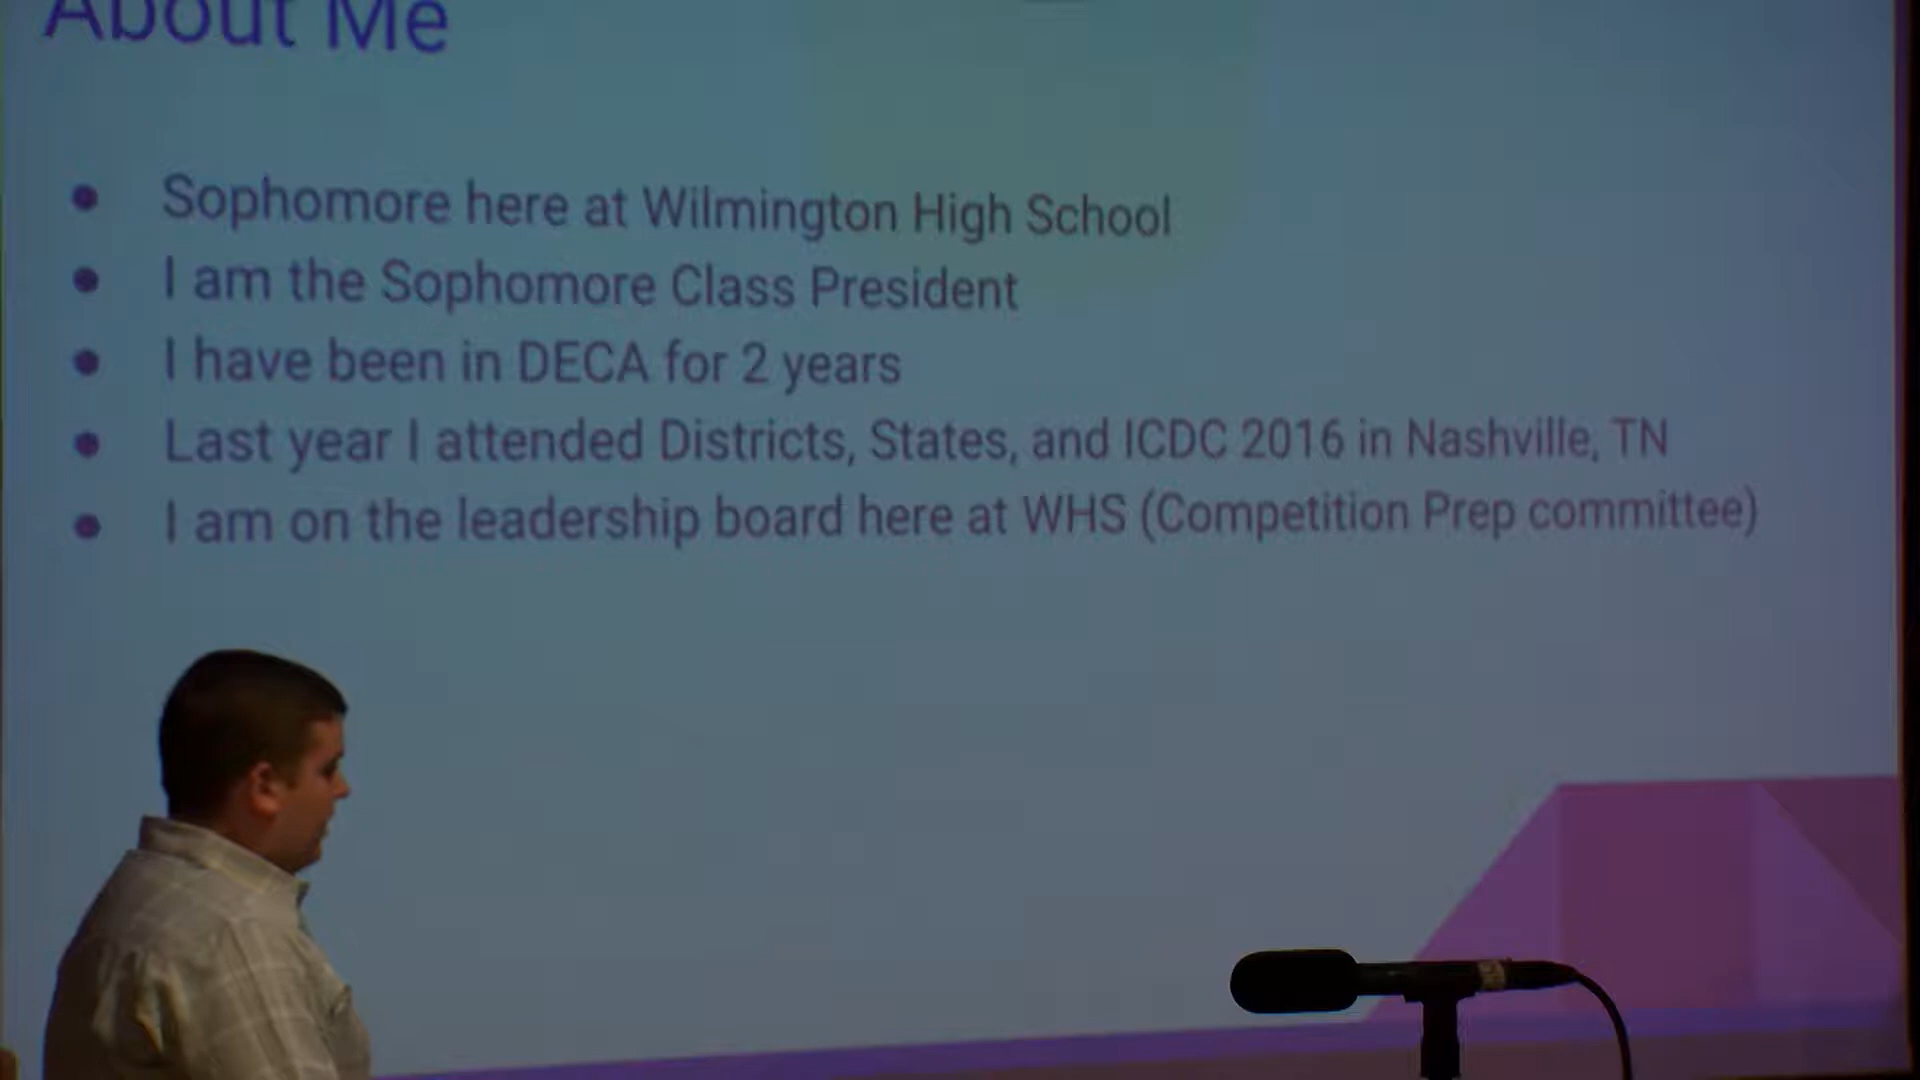 About Me
Sophomore here at Wilmington High School
I am the Sophomore Class President
I have been in DECA for 2 years
Last year I attended Districts, States, and ICDC 2016 in Nashville, TN
I am on the leadership board here at WHS (Competition Prep committee)